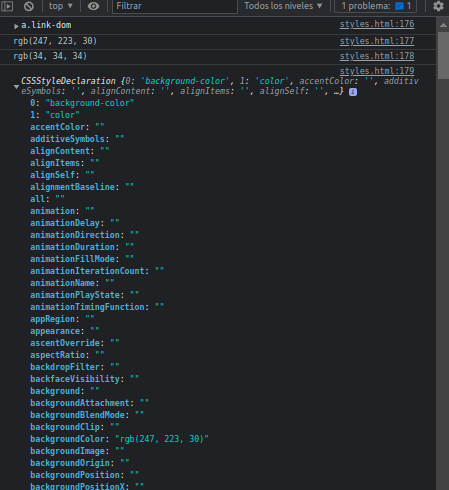 top Filtrar Todos los niveles 1 problema: 1
a.link-dom styles.html:176
rgb(247, 223, 30) styles.html:177
rgb(34, 34, 34) styles.html:178
styles.html:179
CSSStyleDeclaration {0: 'background-color', 1: 'color', accentColor: '', additiv
eSymbols: '', alignContent: '', alignItems: '', alignSelf: '', …} i
0: "background-color"
1: "color"
accentColor: ""
additiveSymbols: ""
alignContent: ""
alignItems: ""
alignSelf: ""
alignmentBaseline: ""
all: ""
animation: ""
animationDelay: ""
animationDirection: ""
animationDuration: ""
animationFillMode: ""
animationIterationCount: ""
animationName: ""
animationPlayState: ""
animationTimingFunction: ""
appRegion: ""
appearance: ""
ascentOverride: ""
aspectRatio: ""
backdropFilter: ""
backfaceVisibility: ""
background: ""
backgroundAttachment: ""
backgroundBlendMode: ""
backgroundClip: ""
backgroundColor: "rgb(247, 223, 30)"
backgroundImage: ""
backgroundOrigin: ""
backgroundPosition: ""
backgroundPositionX: ""